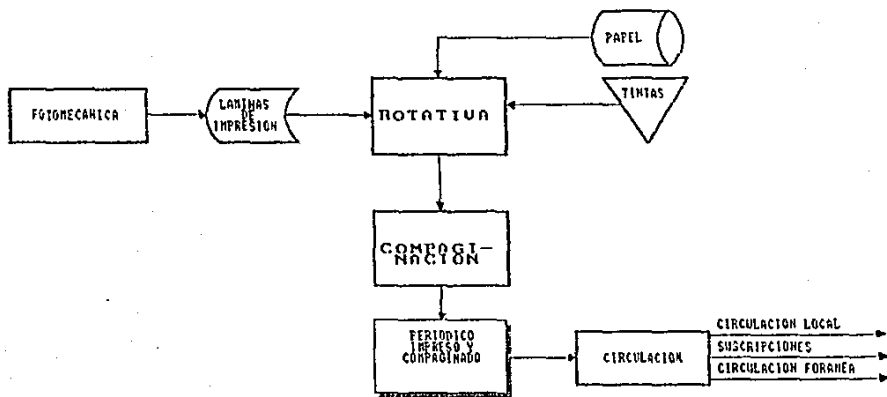 PAPEL
TINTAS
FOTOMECANICA
LAMINAS
DE
IMPRESION
ROTATIVA
COMPAGI-
NACION
PERIODICO
IMPRESO Y
COMPAGINADO
CIRCULACION
CIRCULACION LOCAL
SUSCRIPCIONES
CIRCULACION FORANEA